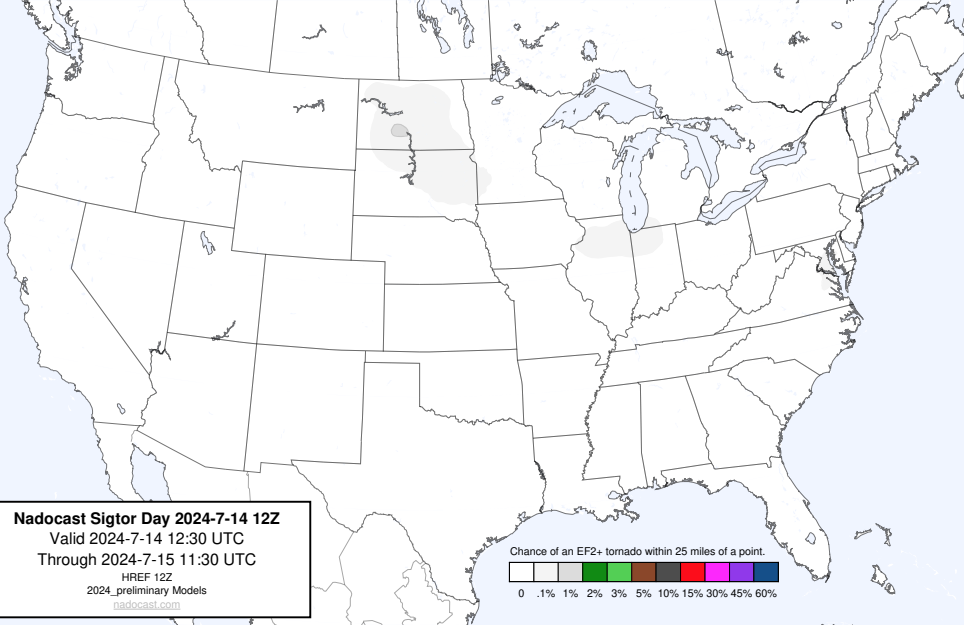 Nadocast Sigtor Day 2024-7-14 12Z
Valid 2024-7-14 12:30 UTC
Through 2024-7-15 11:30 UTC
HREF 12Z
2024_preliminary Models
nadocast.com
Chance of an EF2+ tornado within 25 miles of a point.
0 .1% 1% 2% 3% 5% 10% 15% 30% 45% 60%